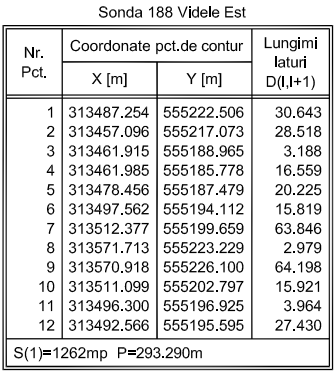 Sonda 188 Videle Est
Nr. Pct. Coordonate pct.de contur Lungimi laturi D(I,I+1)
X [m] Y [m]
1 313487.254 555222.506 30.643
2 313457.096 555217.073 28.518
3 313461.915 555188.965 3.188
4 313461.985 555185.778 16.559
5 313478.456 555187.479 20.225
6 313497.562 555194.112 15.819
7 313512.377 555199.659 63.846
8 313571.713 555223.229 2.979
9 313570.918 555226.100 64.198
10 313511.099 555202.797 15.921
11 313496.300 555196.925 3.964
12 313492.566 555195.595 27.430
S(1)=1262mp P=293.290m